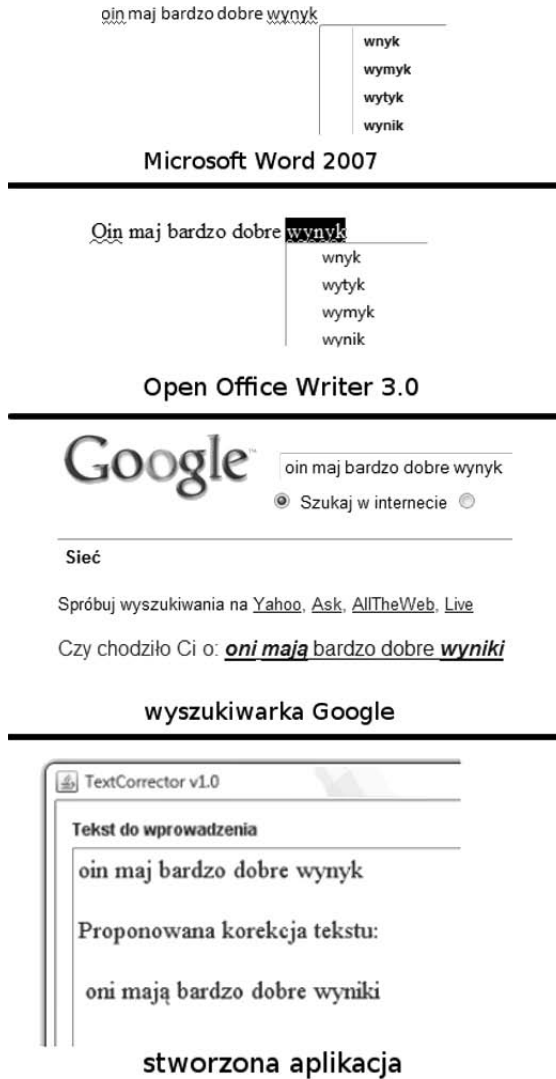 oin maj bardzo dobre wynyk
wnyk
wymyk
wytyk
wynik
Microsoft Word 2007
Oin maj bardzo dobre wynyk
wnyk
wytyk
wymyk
wynik
Open Office Writer 3.0
Google™
oin maj bardzo dobre wynyk
Szukaj w internecie
Sieć
Spróbuj wyszukiwania na Yahoo, Ask, AllTheWeb, Live
Czy chodziło Ci o: oni mają bardzo dobre wyniki
wyszukiwarka Google
TextCorrector v1.0
Tekst do wprowadzenia
oin maj bardzo dobre wynyk
Proponowana korekcja tekstu:
oni mają bardzo dobre wyniki
stworzona aplikacja